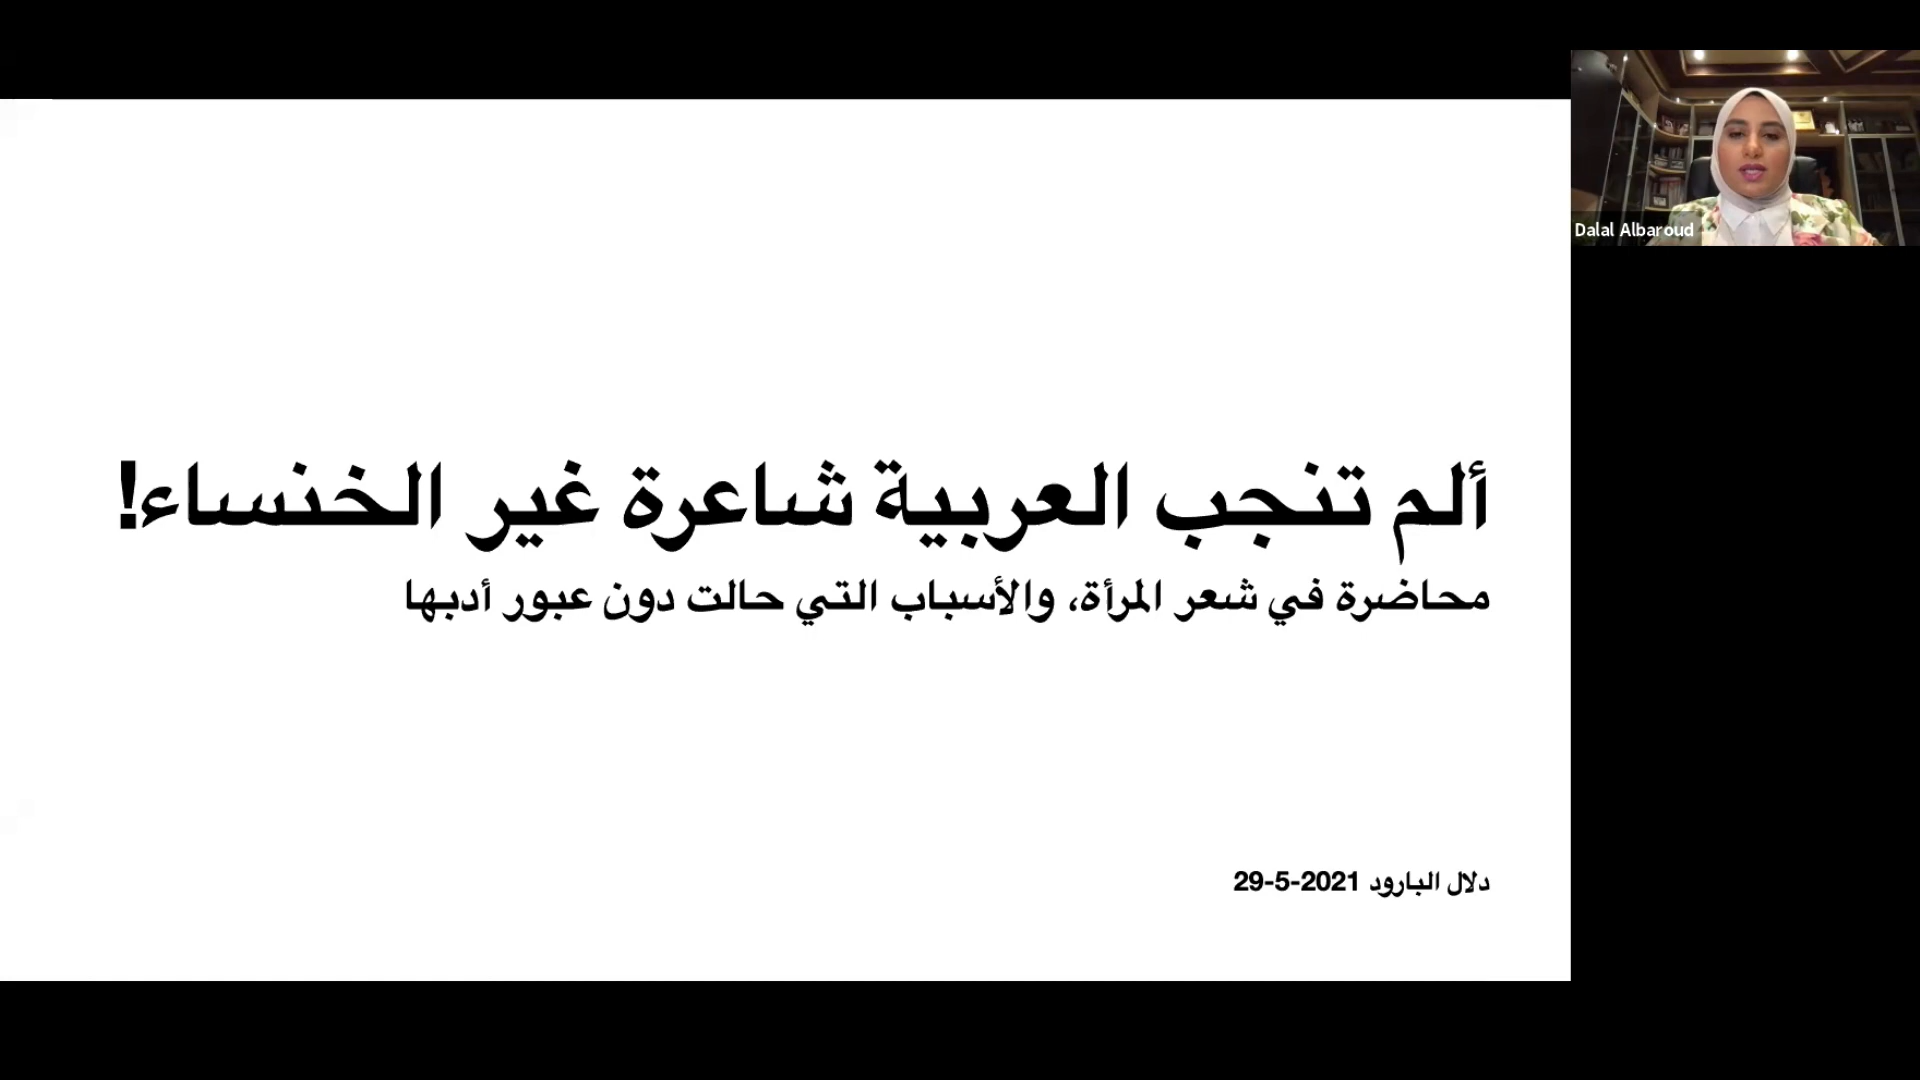 ألم تنجب العربية شاعرة غير الخنساء!
محاضرة في شعر المرأة، والأسباب التي حالت دون عبور أدبها
دلال البارود 2021-5-29
Dalal Albaroud